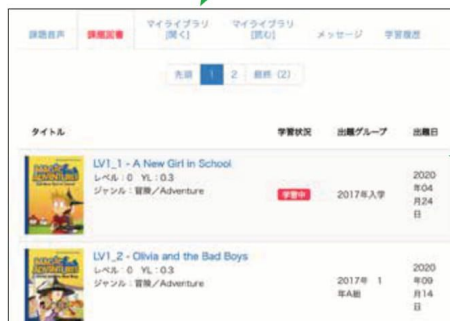 課題音声
課題図書
マイライブラリ
[聞く]
マイライブラリ
[読む]
メッセージ
学習履歴
先頭 1 2 最終 (2)
タイトル 学習状況 出題グループ 出題日
LV1_1 - A New Girl in School
レベル:0 YL:0.3
ジャンル:冒険/Adventure
学習中
2017年入学
2020
年04
月24
日
LV1_2 - Olivia and the Bad Boys
レベル:0 YL:0.3
ジャンル:冒険/Adventure
2017年 1
年A組
2020
年09
月14
日